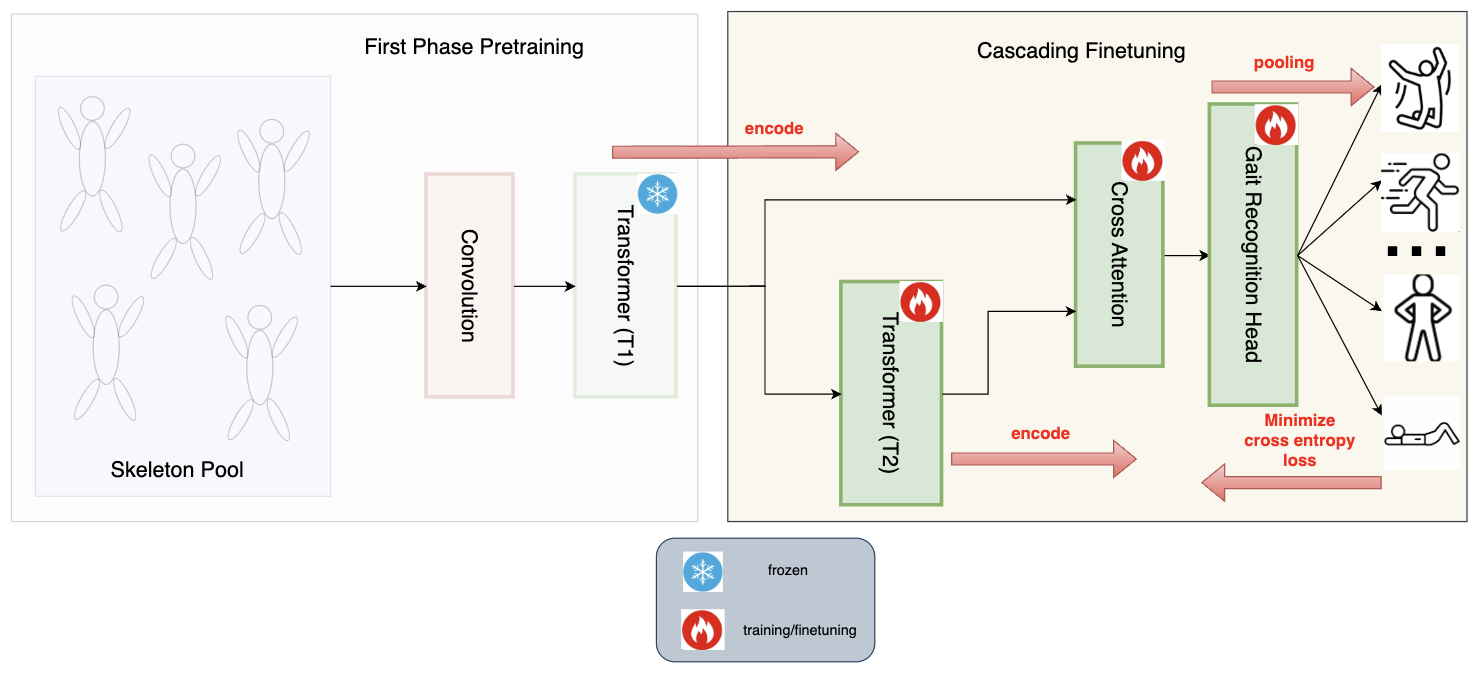 First Phase Pretraining
Skeleton Pool
Convolution
Transformer (T1)
encode
Cascading Finetuning
Transformer (T2)
encode
Cross Attention
Gait Recognition Head
pooling
Minimize
cross entropy
loss
frozen
training/finetuning